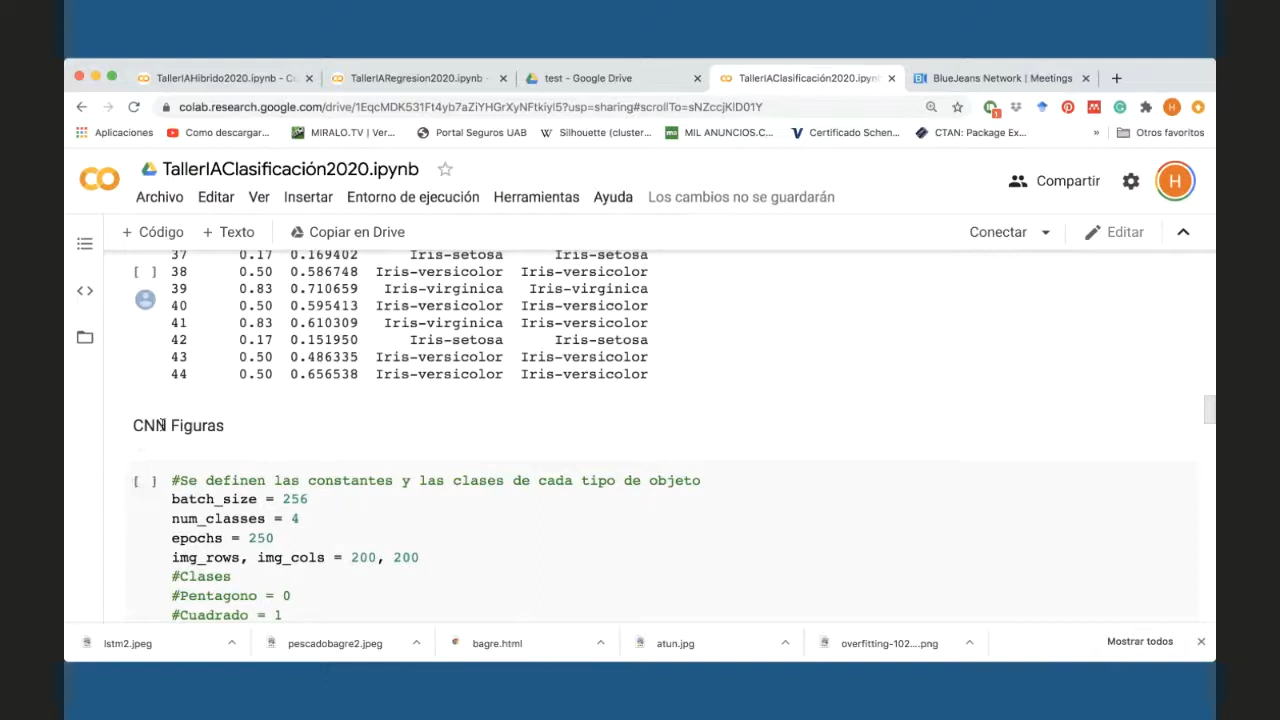 TallerIAHibrido2020.ipynb - Co
TallerIARegresion2020.ipynb -
test - Google Drive
TallerIAClasificación2020.ipynb
BlueJeans Network | Meetings
colab.research.google.com/drive/1EqcMDK531Ft4yb7aZiYHGrXyNFtkiyl5?usp=sharing#scrollTo=sNZccjKlD01Y
Aplicaciones
Como descargar...
MIRALO.TV | Ver...
Portal Seguros UAB
Silhouette (cluster...
MIL ANUNCIOS.C...
Certificado Schen...
CTAN: Package Ex...
»
Otros favoritos
TallerIAClasificación2020.ipynb
Archivo Editar Ver Insertar Entorno de ejecución Herramientas Ayuda Los cambios no se guardarán
Compartir
H
+ Código + Texto Copiar en Drive
Conectar
Editar
37 0.17 0.169402 Iris-setosa Iris-setosa
[ ] 38 0.50 0.586748 Iris-versicolor Iris-versicolor
39 0.83 0.710659 Iris-virginica Iris-virginica
40 0.50 0.595413 Iris-versicolor Iris-versicolor
41 0.83 0.610309 Iris-virginica Iris-versicolor
42 0.17 0.151950 Iris-setosa Iris-setosa
43 0.50 0.486335 Iris-versicolor Iris-versicolor
44 0.50 0.656538 Iris-versicolor Iris-versicolor
CNN Figuras
[ ] #Se definen las constantes y las clases de cada tipo de objeto
batch_size = 256
num_classes = 4
epochs = 250
img_rows, img_cols = 200, 200
#Clases
#Pentagono = 0
#Cuadrado = 1
lstm2.jpeg
pescadobagre2.jpeg
bagre.html
atun.jpg
overfitting-102....png
Mostrar todos